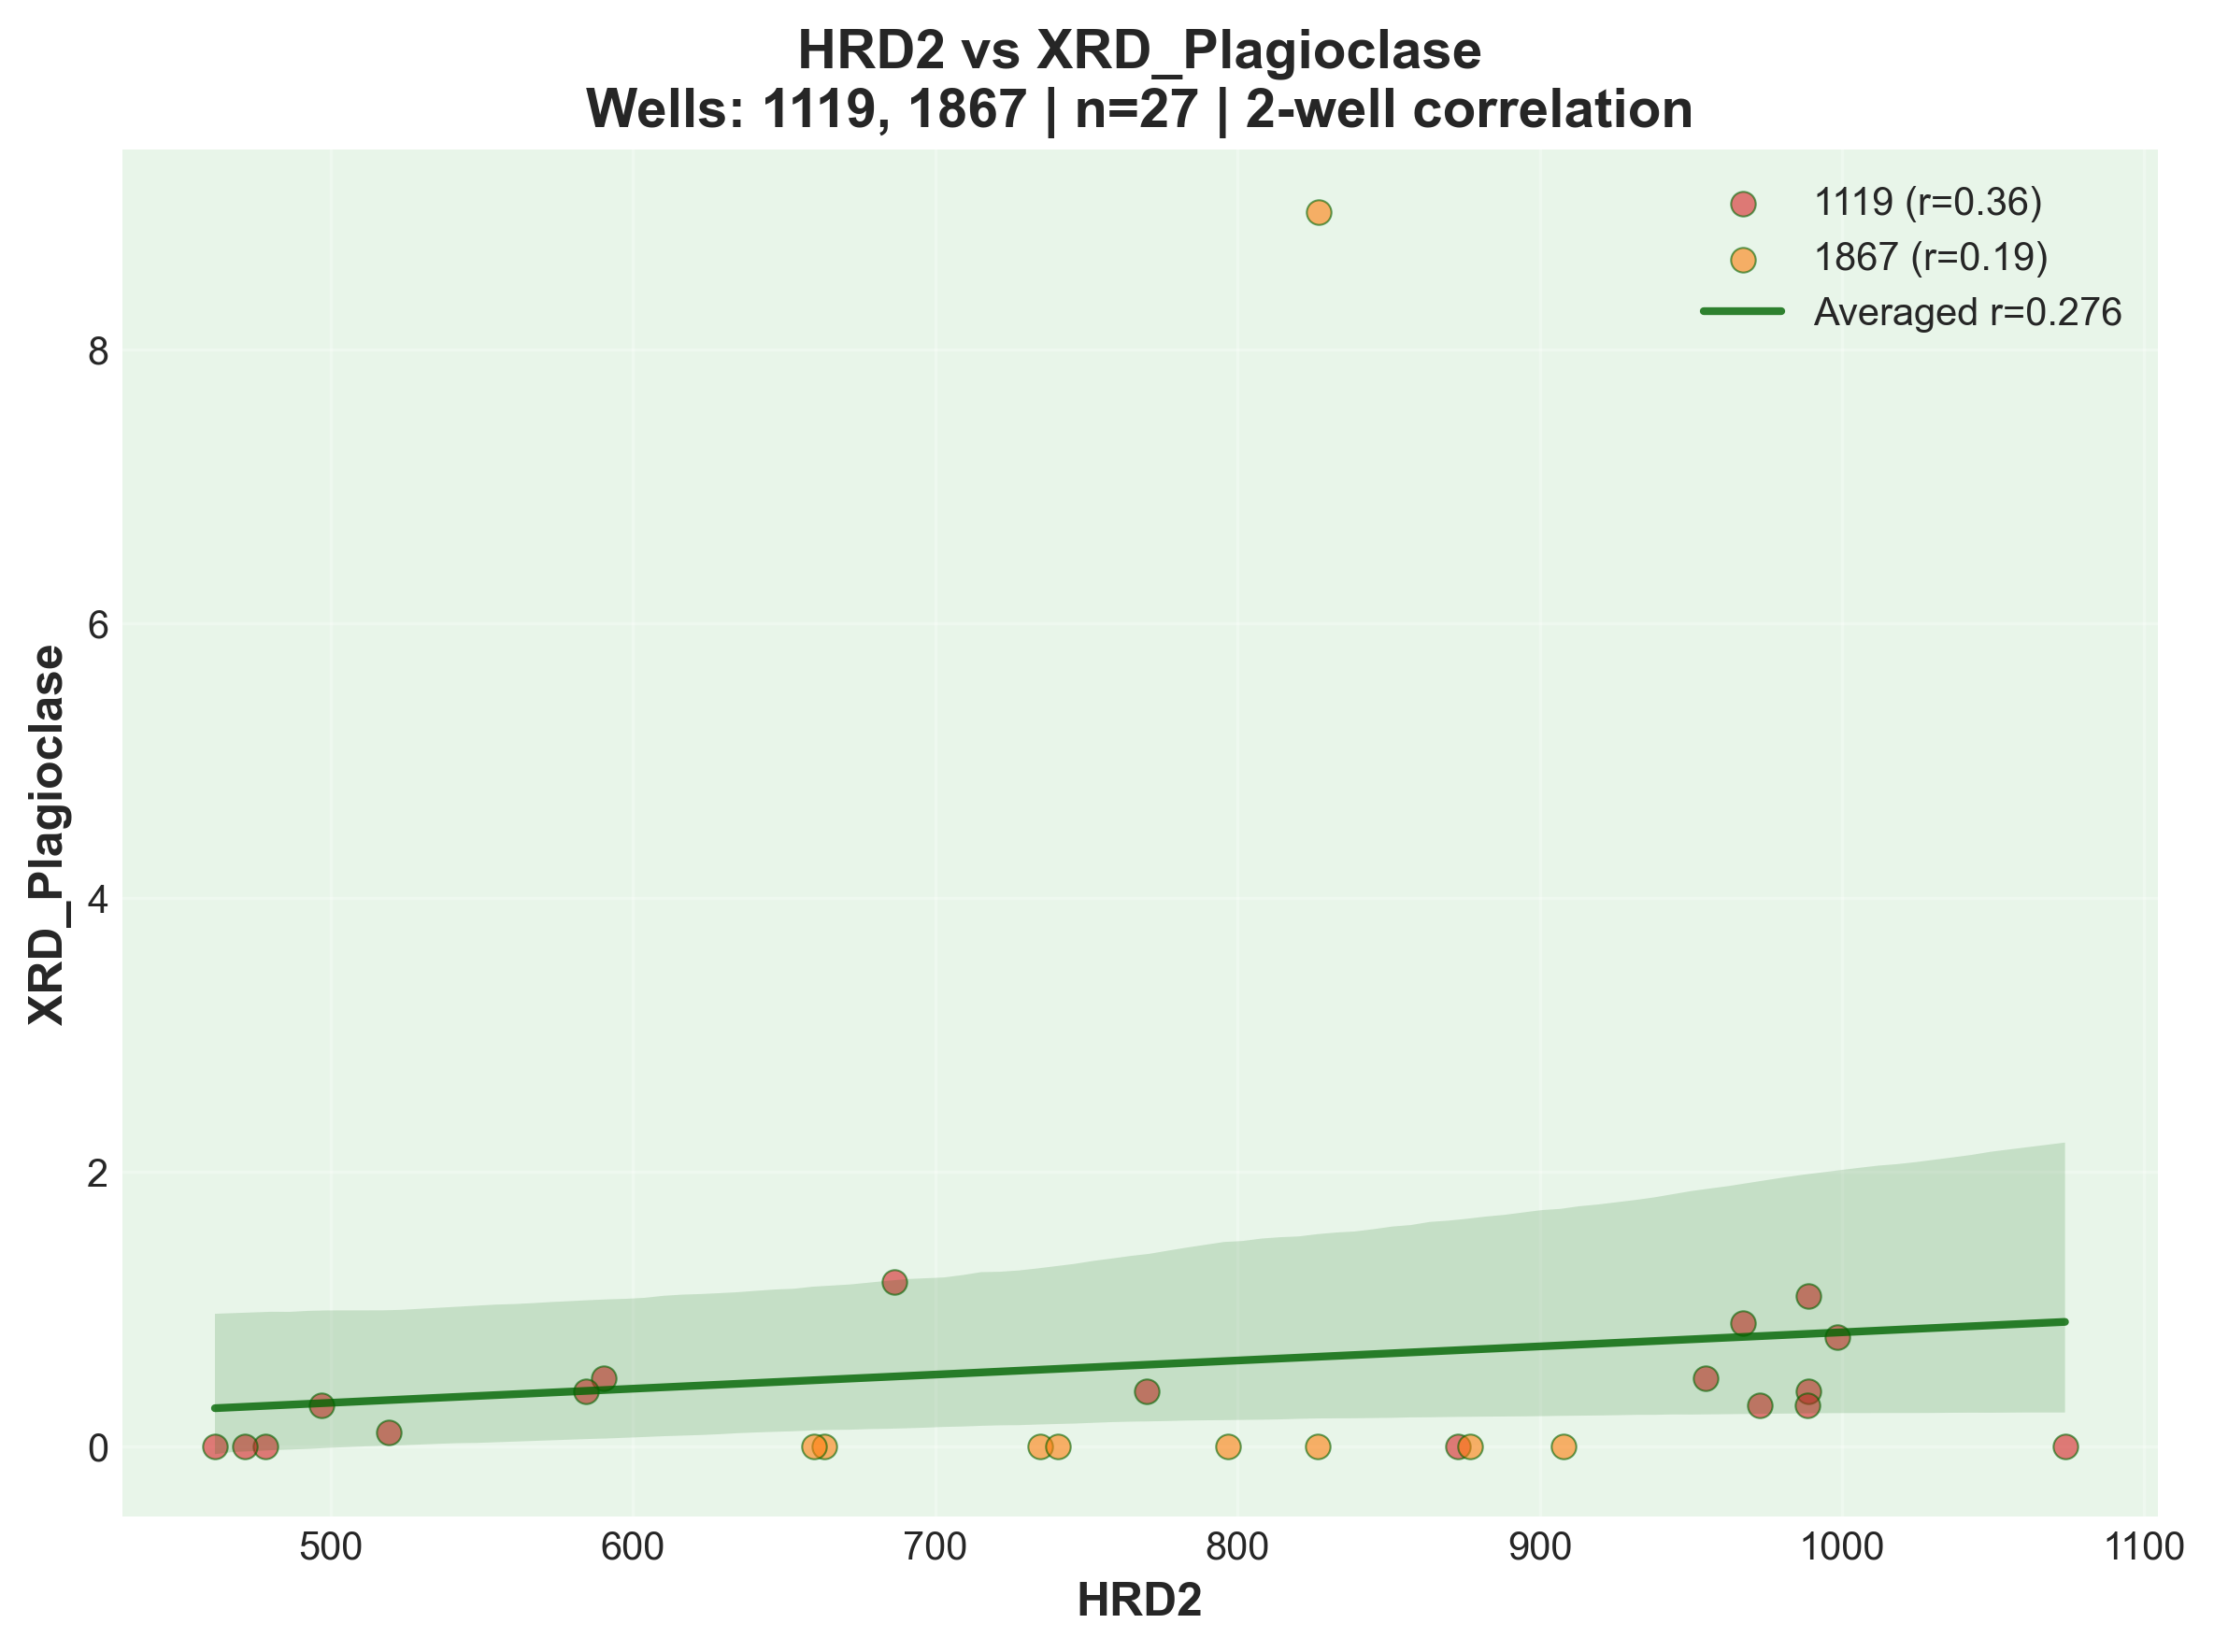 HRD2 vs XRD_Plagioclase
Wells: 1119, 1867 | n=27 | 2-well correlation
1119 (r=0.36)
1867 (r=0.19)
Averaged r=0.276
XRD_Plagioclase
8
6
4
2
0
500 600 700 800 900 1000 1100
HRD2